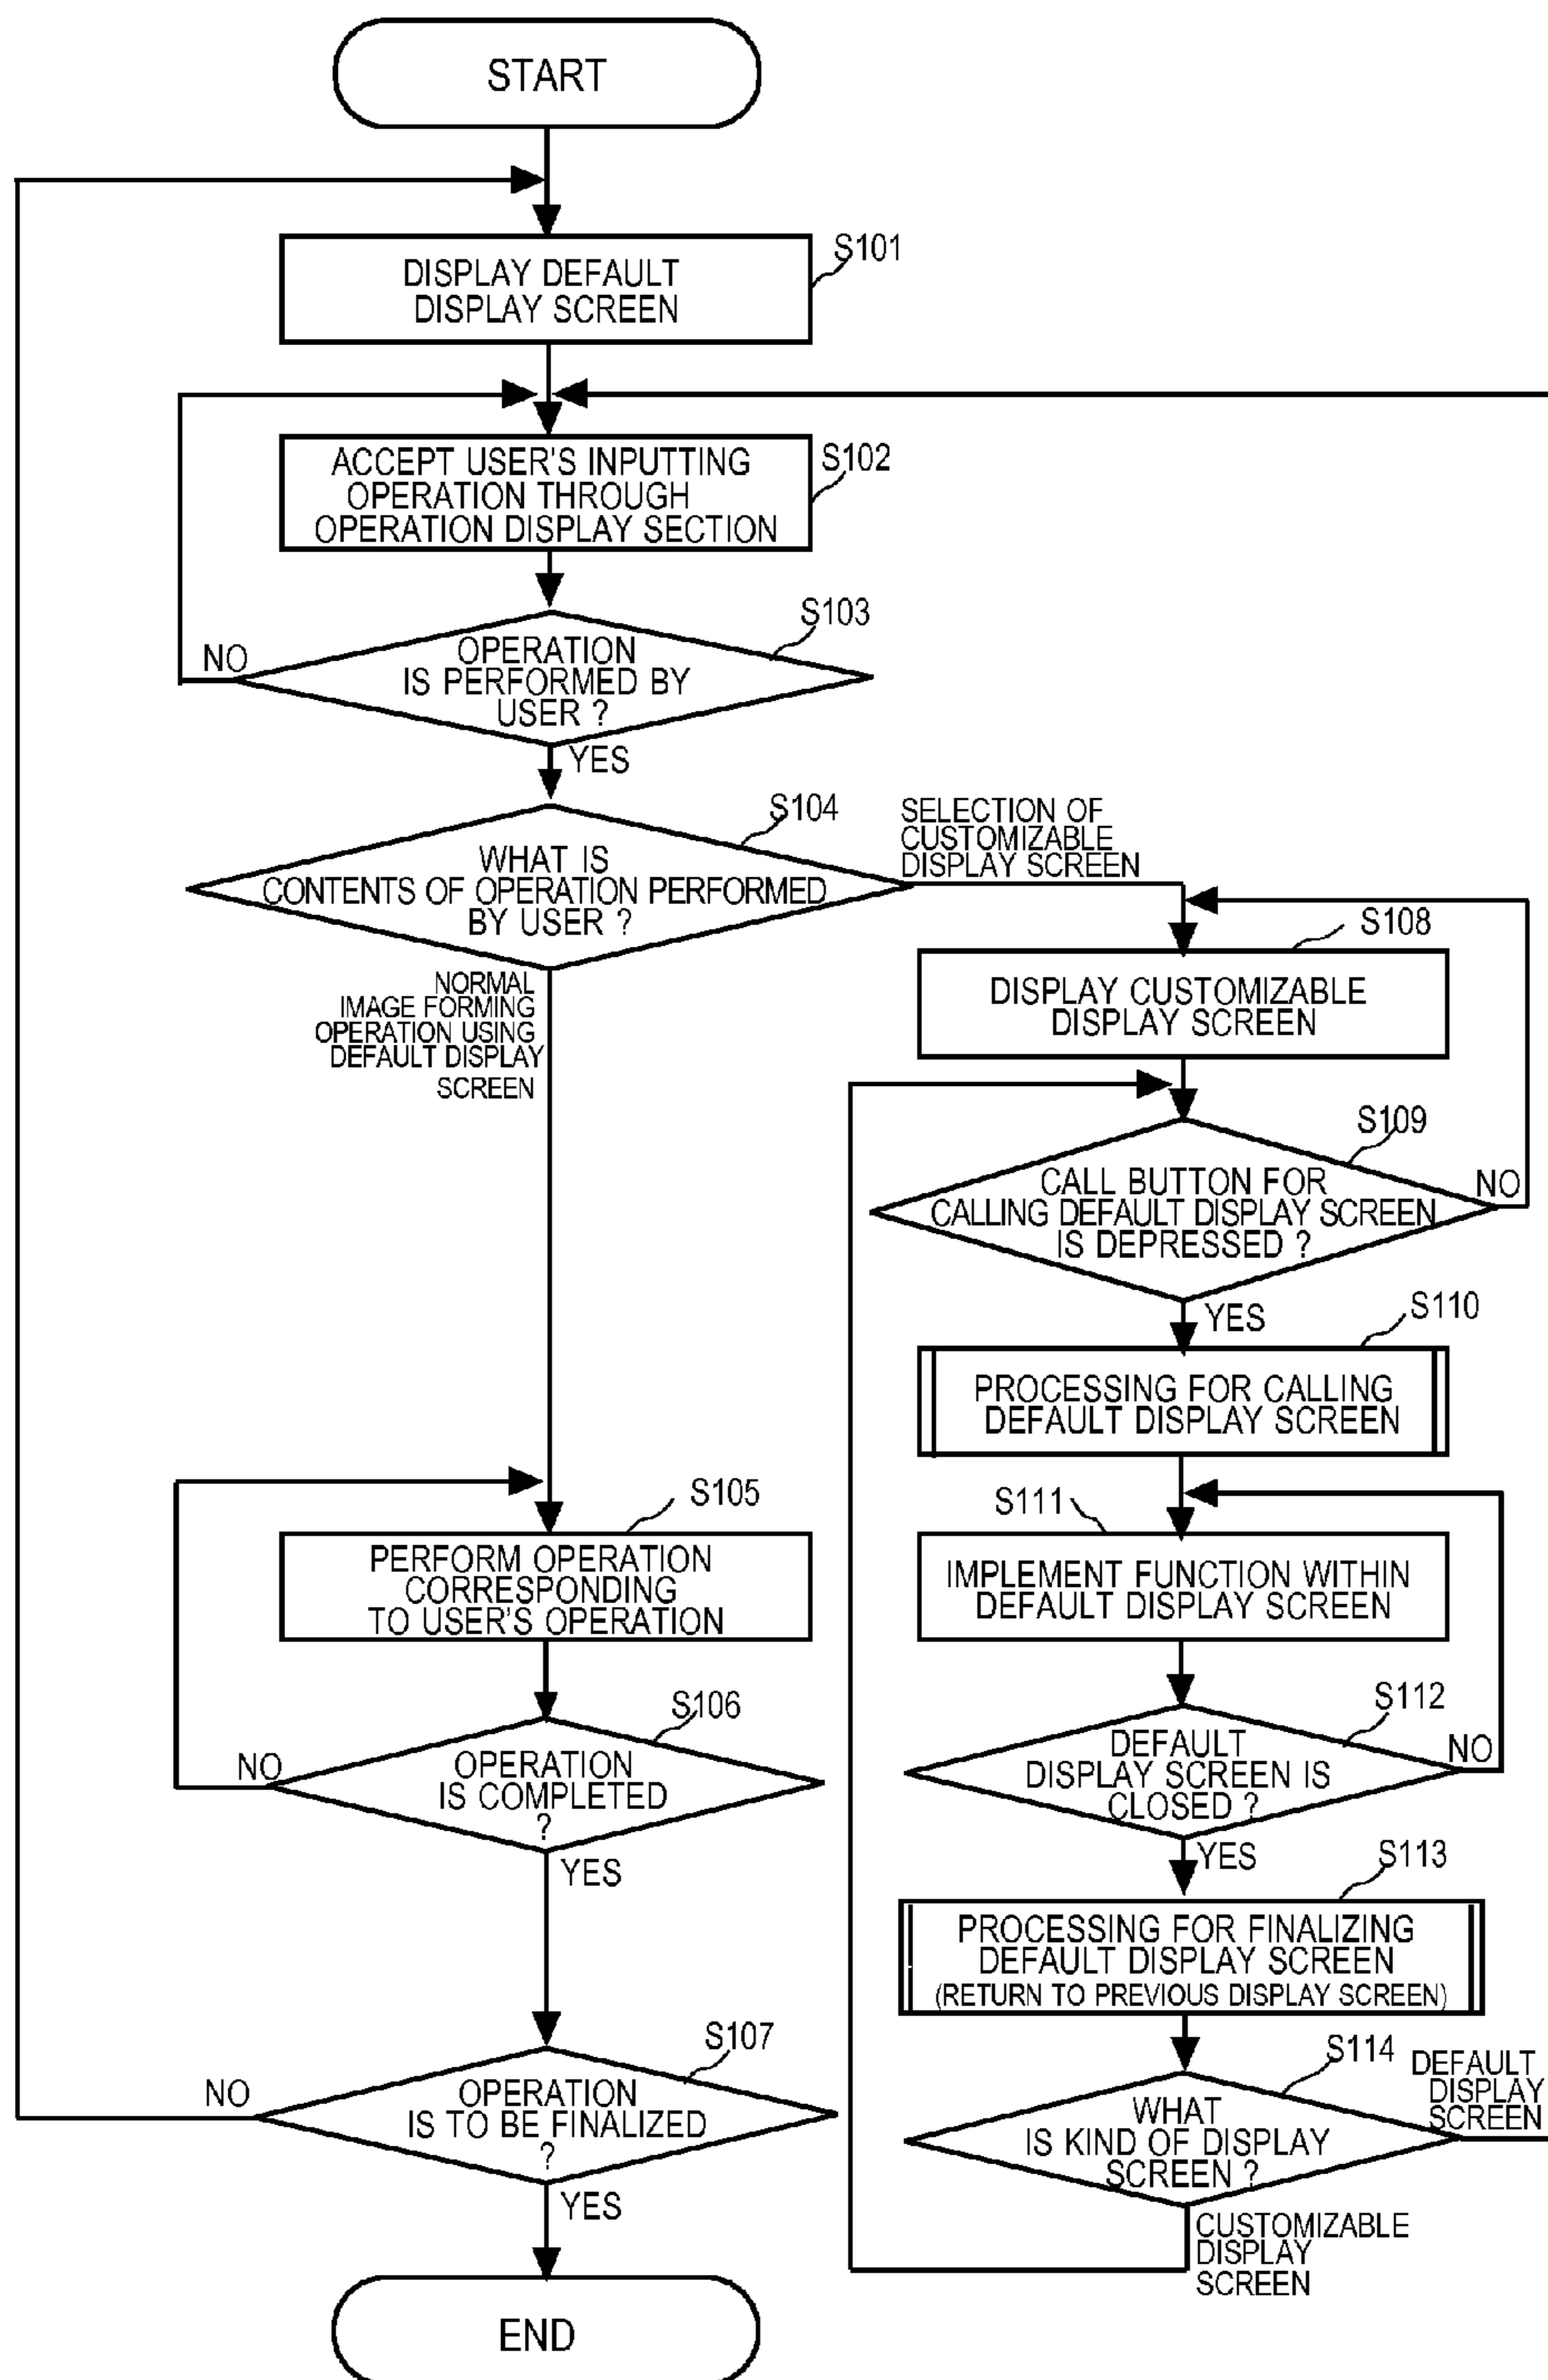 START
S101
DISPLAY DEFAULT
DISPLAY SCREEN
S102
ACCEPT USER'S INPUTTING
OPERATION THROUGH
OPERATION DISPLAY SECTION
S103
OPERATION
IS PERFORMED BY
USER ?
NO
YES
S104
WHAT IS
CONTENTS OF OPERATION PERFORMED
BY USER ?
NORMAL
IMAGE FORMING
OPERATION USING
DEFAULT DISPLAY
SCREEN
SELECTION OF
CUSTOMIZABLE
DISPLAY SCREEN
S105
PERFORM OPERATION
CORRESPONDING
TO USER'S OPERATION
S106
OPERATION
IS COMPLETED
?
NO
YES
S107
OPERATION
IS TO BE FINALIZED
?
NO
YES
END
S108
DISPLAY CUSTOMIZABLE
DISPLAY SCREEN
S109
CALL BUTTON FOR
CALLING DEFAULT DISPLAY SCREEN
IS DEPRESSED ?
NO
YES
S110
PROCESSING FOR CALLING
DEFAULT DISPLAY SCREEN
S111
IMPLEMENT FUNCTION WITHIN
DEFAULT DISPLAY SCREEN
S112
DEFAULT
DISPLAY SCREEN IS
CLOSED ?
NO
YES
S113
PROCESSING FOR FINALIZING
DEFAULT DISPLAY SCREEN
(RETURN TO PREVIOUS DISPLAY SCREEN)
S114
WHAT
IS KIND OF DISPLAY
SCREEN ?
DEFAULT
DISPLAY
SCREEN
CUSTOMIZABLE
DISPLAY
SCREEN